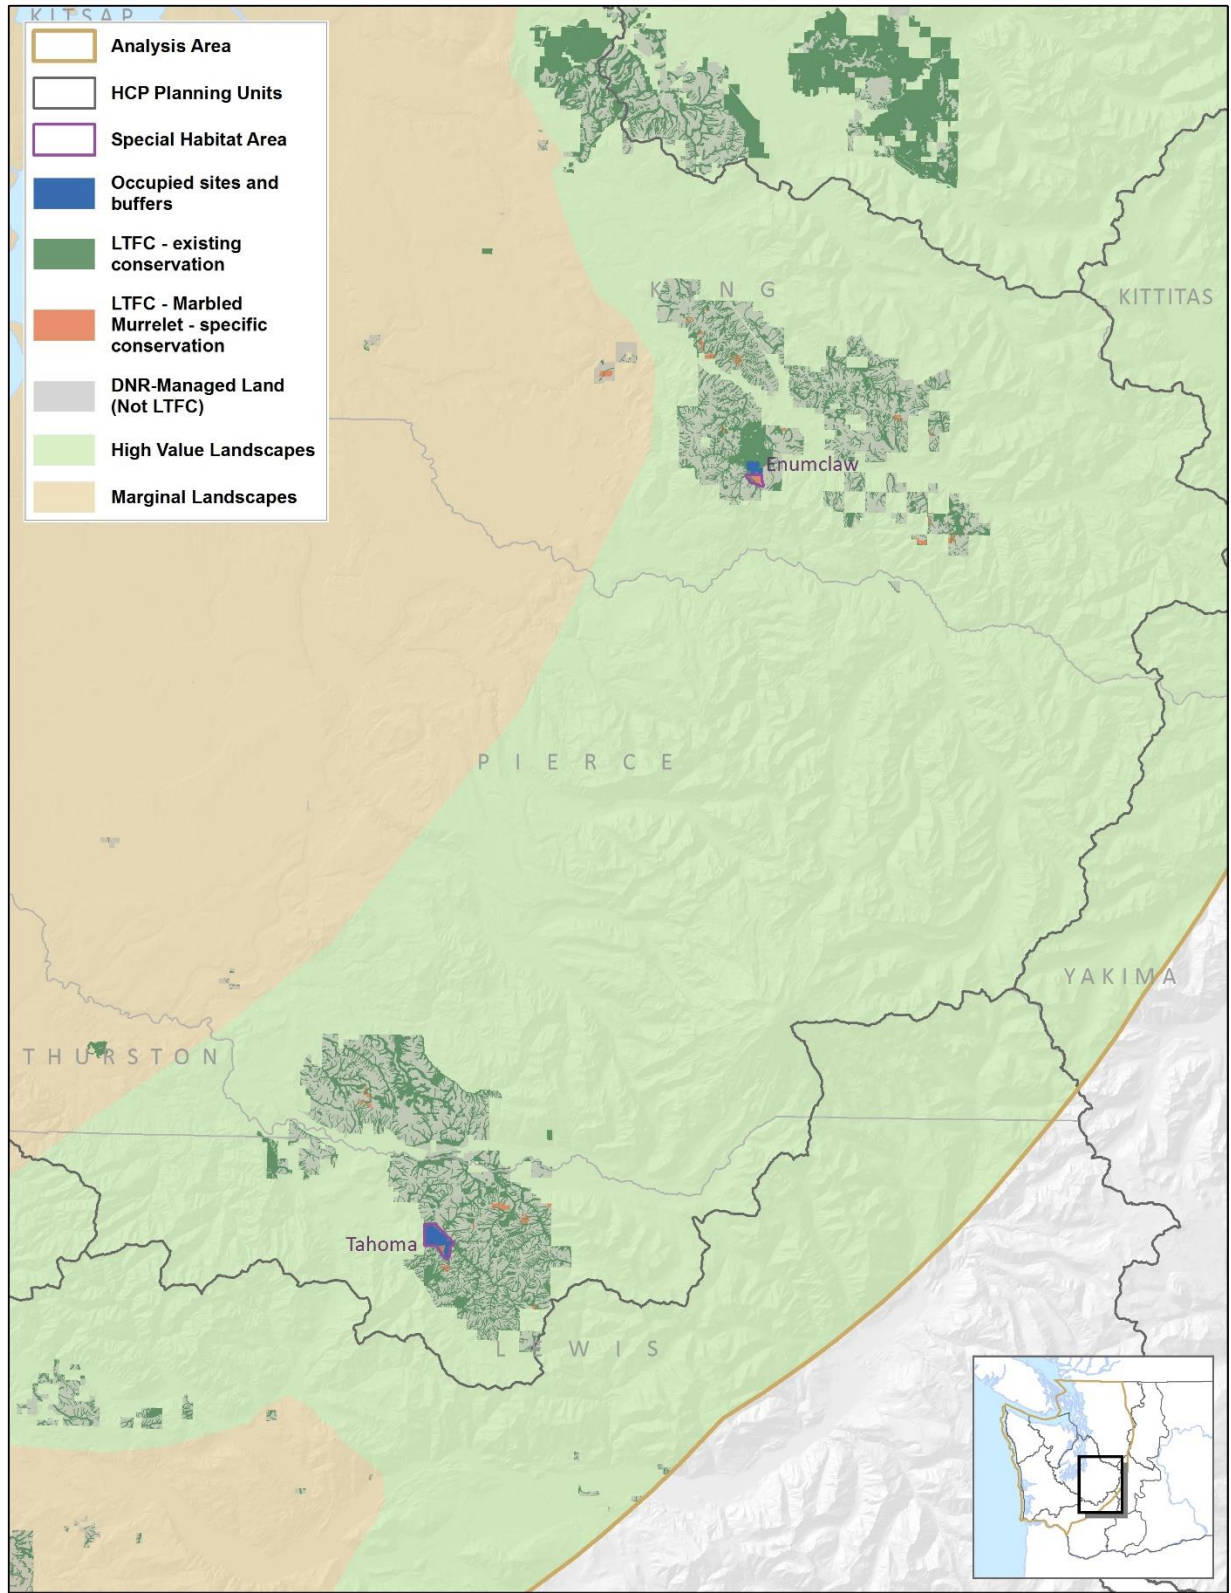 KITSAP
Analysis Area
HCP Planning Units
Special Habitat Area
Occupied sites and
buffers
LTFC - existing
conservation
LTFC - Marbled
Murrelet - specific
conservation
DNR-Managed Land
(Not LTFC)
High Value Landscapes
Marginal Landscapes
KING
KITTITAS
Enumclaw
PIERCE
YAKIMA
THURSTON
Tahoma
LEWIS